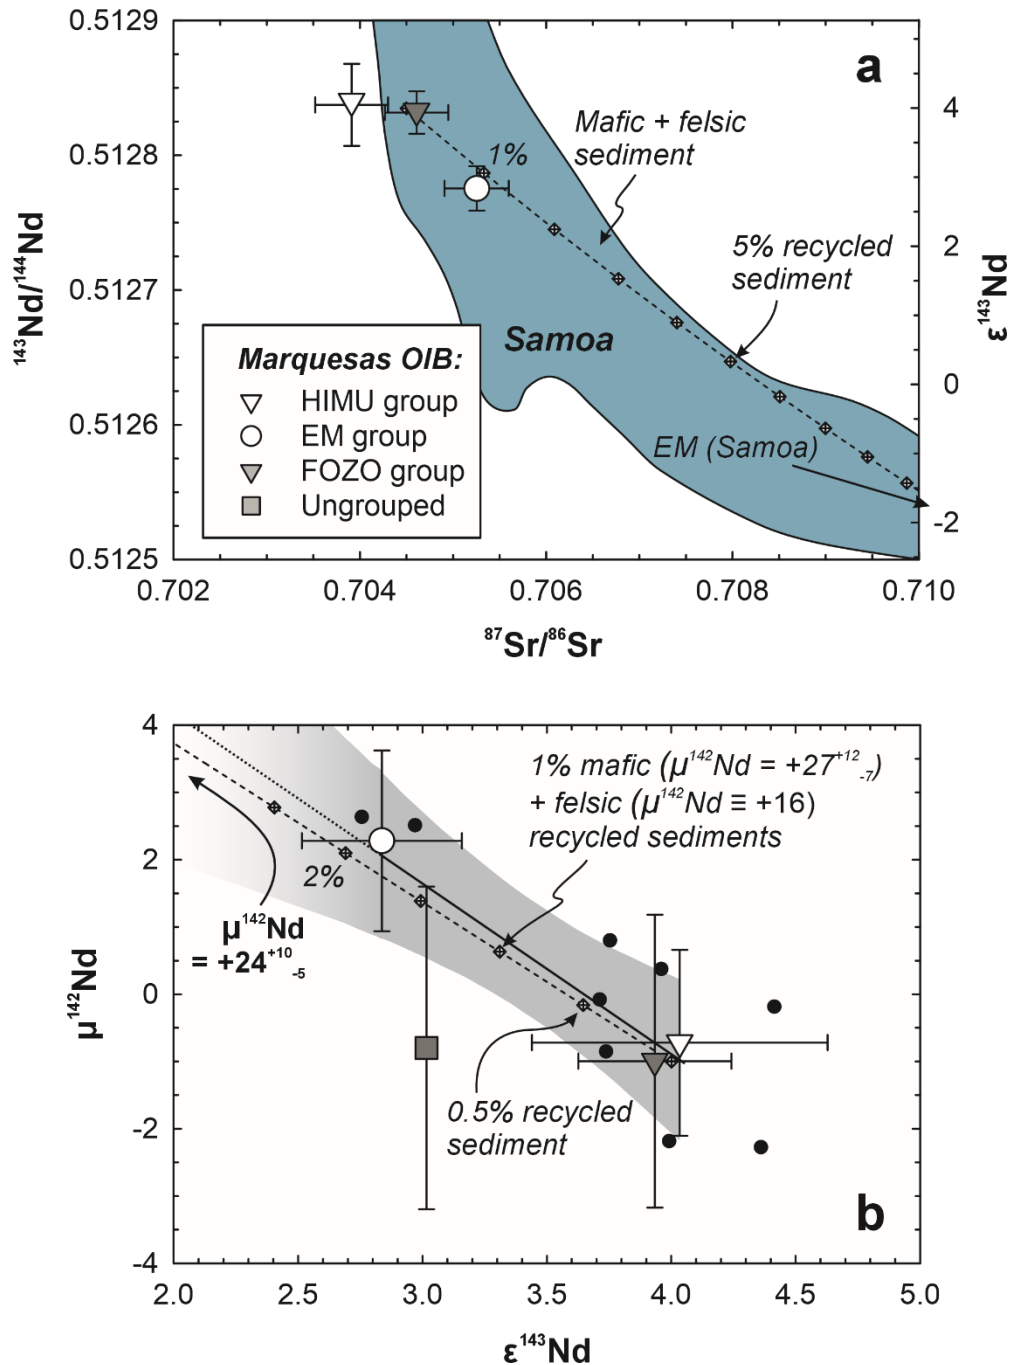 0.5129
0.5128
0.5127
0.5126
0.5125
143Nd/144Nd
a
4
2
0
-2
ε143Nd
Mafic + felsic
sediment
1%
5% recycled
sediment
Samoa
EM (Samoa)
Marquesas OIB:
HIMU group
EM group
FOZO group
Ungrouped
0.702 0.704 0.706 0.708 0.710
87Sr/86Sr
4
2
0
-2
-4
μ142Nd
1% mafic (μ142Nd = +27+12-7)
+ felsic (μ142Nd ≡ +16)
recycled sediments
2%
μ142Nd
= +24+10-5
0.5% recycled
sediment
b
2.0 2.5 3.0 3.5 4.0 4.5 5.0
ε143Nd